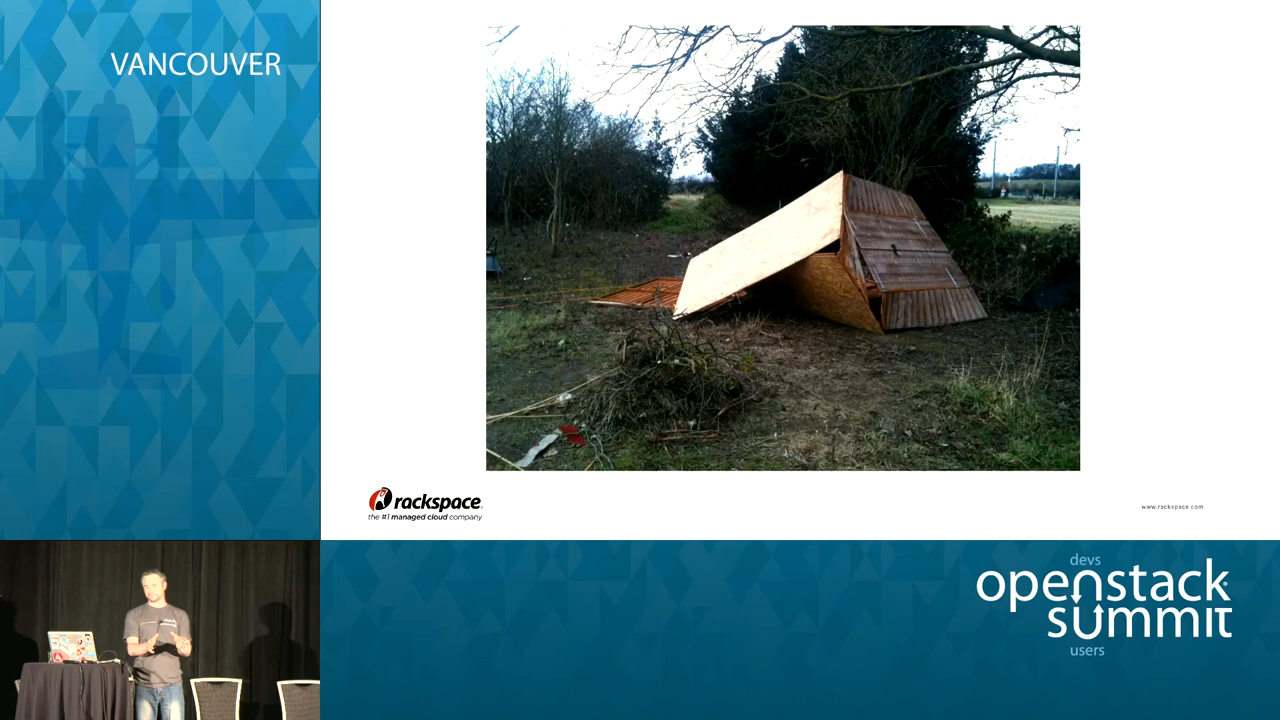 VANCOUVER
rackspace
the #1 managed cloud company
www.rackspace.com
devs
openstack
summit
users